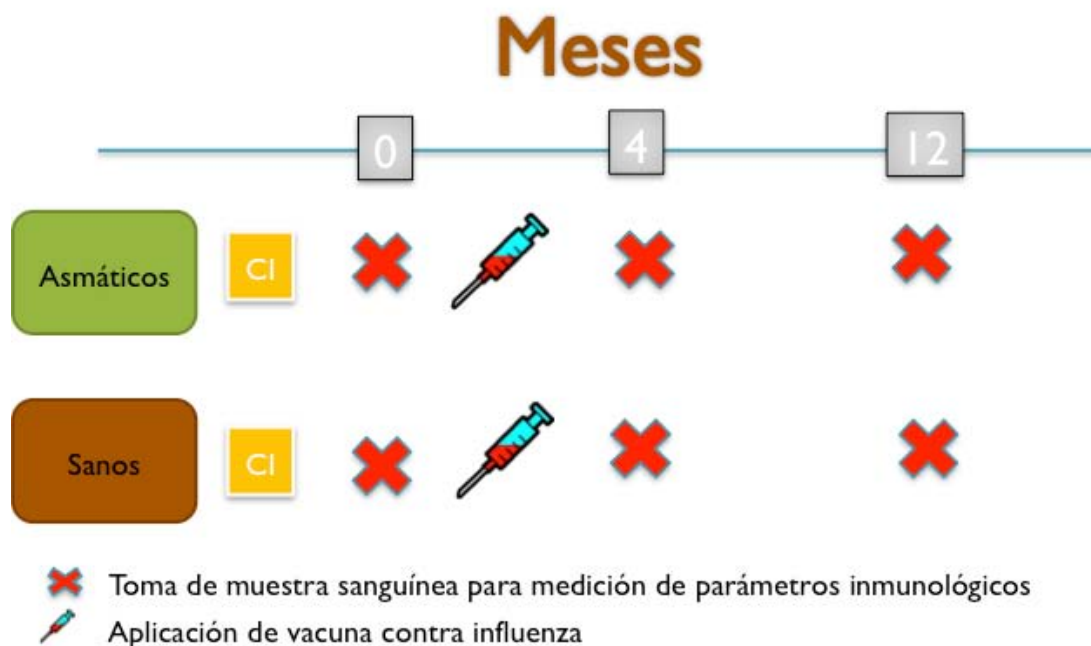 Meses
0 4 12
Asmáticos CI
Sanos CI
Toma de muestra sanguínea para medición de parámetros inmunológicos
Aplicación de vacuna contra influenza